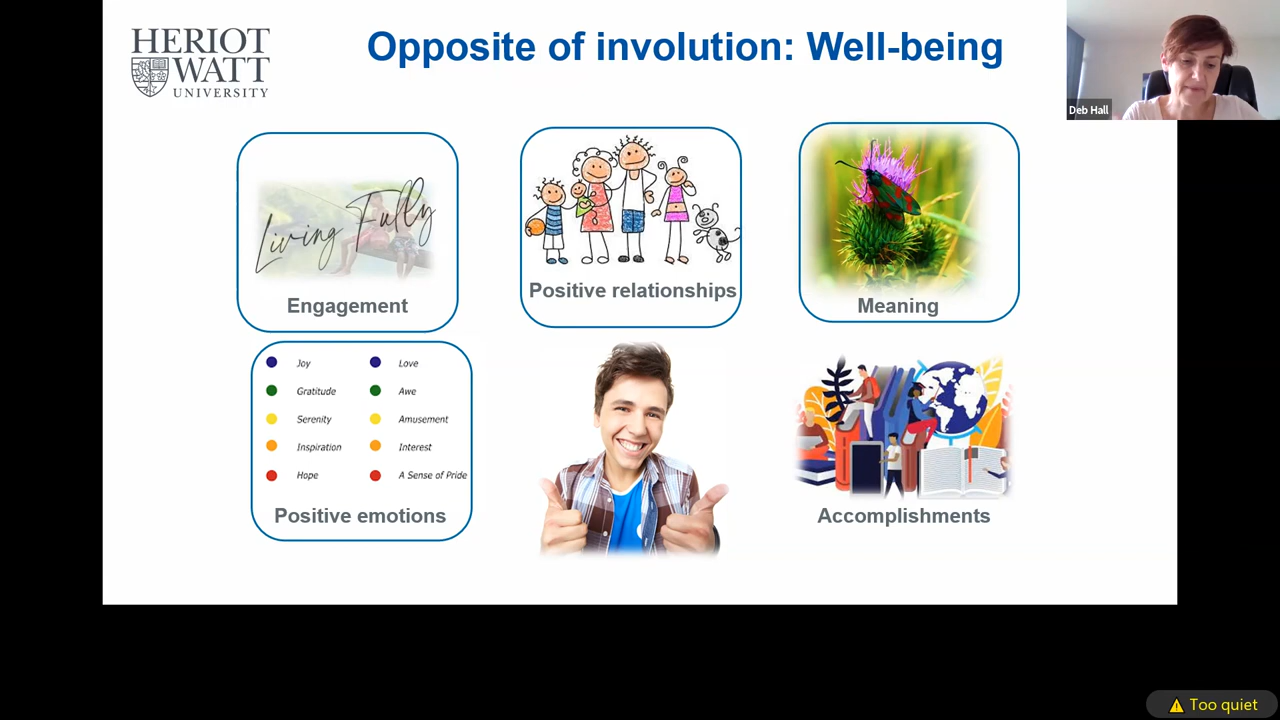 HERIOT
WATT
UNIVERSITY
Opposite of involution: Well-being
Deb Hall
Living Fully
Engagement
Positive relationships
Meaning
Joy
Love
Gratitude
Awe
Serenity
Amusement
Inspiration
Interest
Hope
A Sense of Pride
Positive emotions
Accomplishments
Too quiet